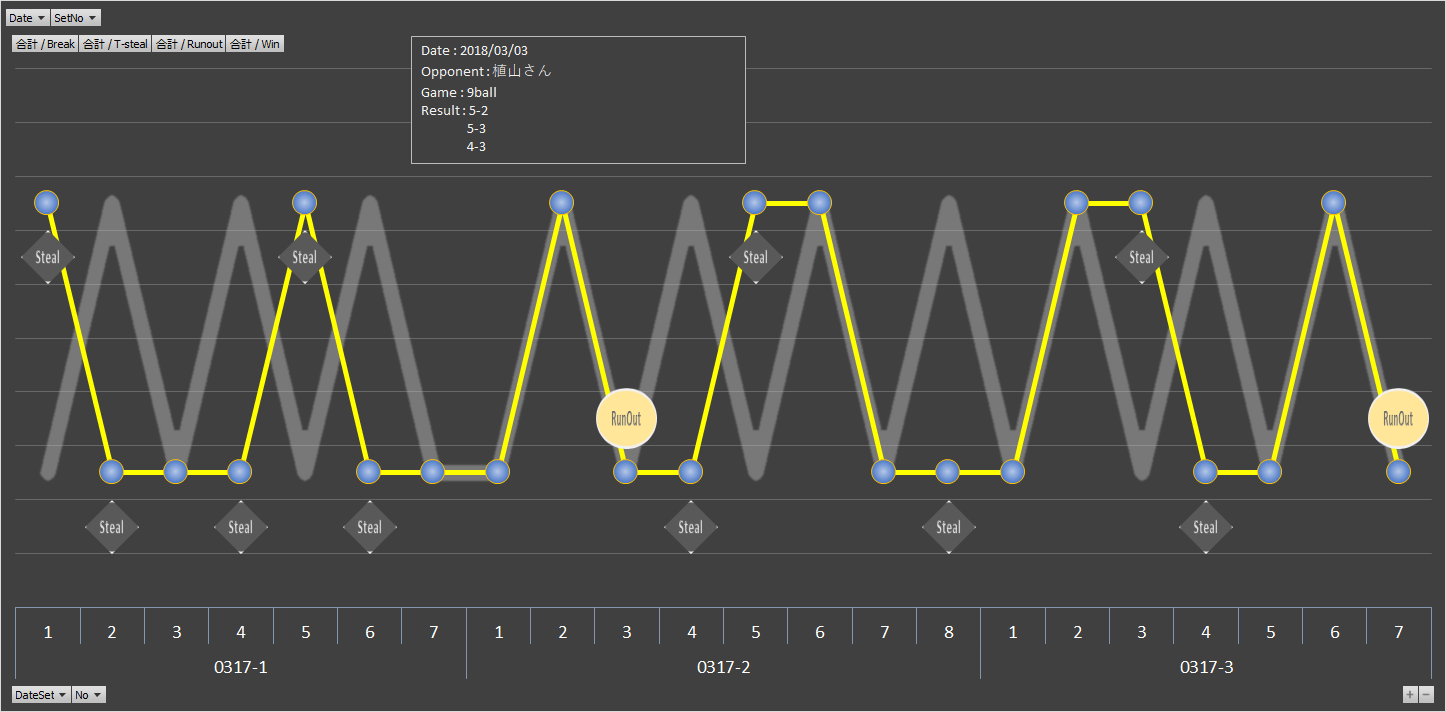 Date SetNo
合計 / Break 合計 / T-steal 合計 / Runout 合計 / Win
Date : 2018/03/03
Opponent : 植山さん
Game : 9ball
Result : 5-2
5-3
4-3
Steal Steal Steal Steal
RunOut RunOut
Steal Steal Steal Steal Steal Steal
1 2 3 4 5 6 7 1 2 3 4 5 6 7 8 1 2 3 4 5 6 7
0317-1 0317-2 0317-3
DateSet No + −